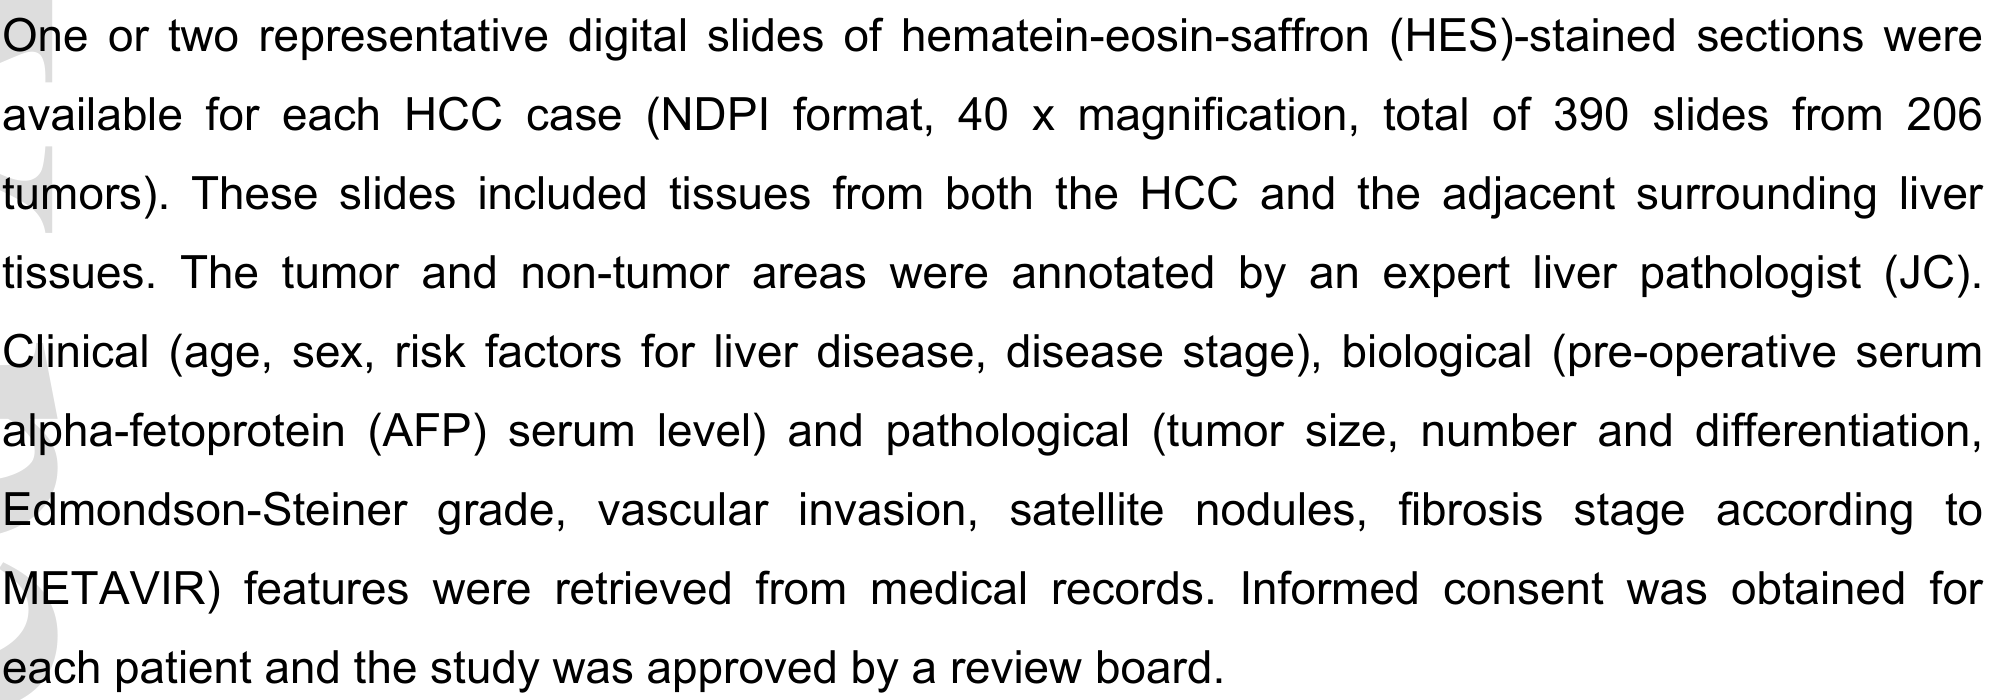 One or two representative digital slides of hematein-eosin-saffron (HES)-stained sections were
available for each HCC case (NDPI format, 40 x magnification, total of 390 slides from 206
tumors). These slides included tissues from both the HCC and the adjacent surrounding liver
tissues. The tumor and non-tumor areas were annotated by an expert liver pathologist (JC).
Clinical (age, sex, risk factors for liver disease, disease stage), biological (pre-operative serum
alpha-fetoprotein (AFP) serum level) and pathological (tumor size, number and differentiation,
Edmondson-Steiner grade, vascular invasion, satellite nodules, fibrosis stage according to
METAVIR) features were retrieved from medical records. Informed consent was obtained for
each patient and the study was approved by a review board.